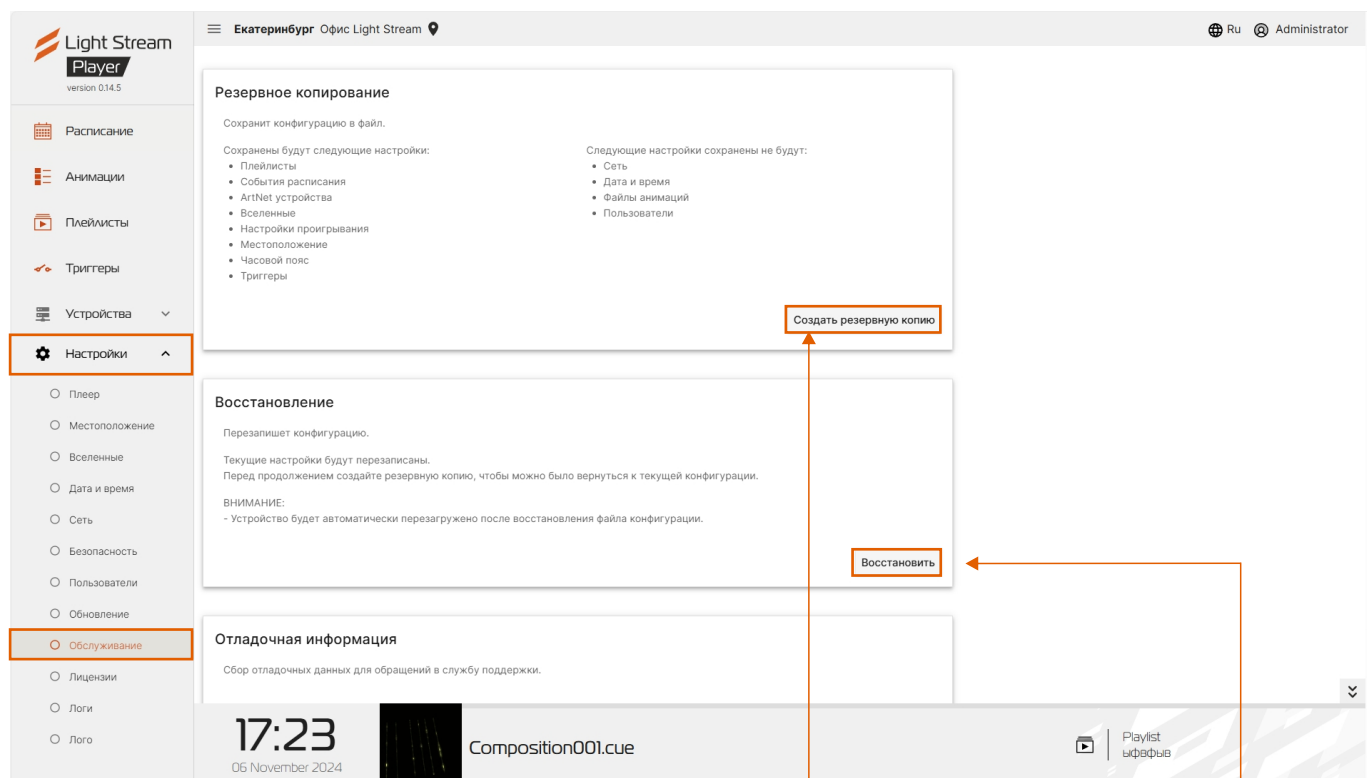 Light Stream
Player
version 0.14.5
Расписание
Анимации
Плейлисты
Триггеры
Устройства
Настройки
Плеер
Местоположение
Вселенные
Дата и время
Сеть
Безопасность
Пользователи
Обновление
Обслуживание
Лицензии
Логи
Лого
Екатеринбург Офис Light Stream
Ru Administrator
Резервное копирование
Сохранит конфигурацию в файл.
Сохранены будут следующие настройки:
• Плейлисты
• События расписания
• ArtNet устройства
• Вселенные
• Настройки проигрывания
• Местоположение
• Часовой пояс
• Триггеры
Следующие настройки сохранены не будут:
• Сеть
• Дата и время
• Файлы анимаций
• Пользователи
Создать резервную копию
Восстановление
Перезапишет конфигурацию.
Текущие настройки будут перезаписаны.
Перед продолжением создайте резервную копию, чтобы можно было вернуться к текущей конфигурации.
ВНИМАНИЕ:
- Устройство будет автоматически перезагружено после восстановления файла конфигурации.
Восстановить
Отладочная информация
Сбор отладочных данных для обращений в службу поддержки.
17:23
06 November 2024
Composition001.cue
Playlist
ыфвфыв